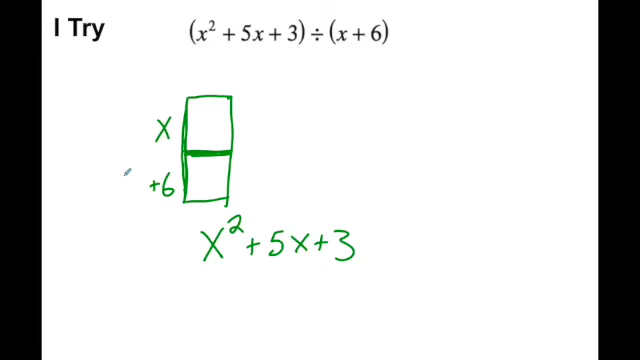 I Try (x² + 5x + 3) ÷ (x + 6)
x
+6
x² + 5x + 3